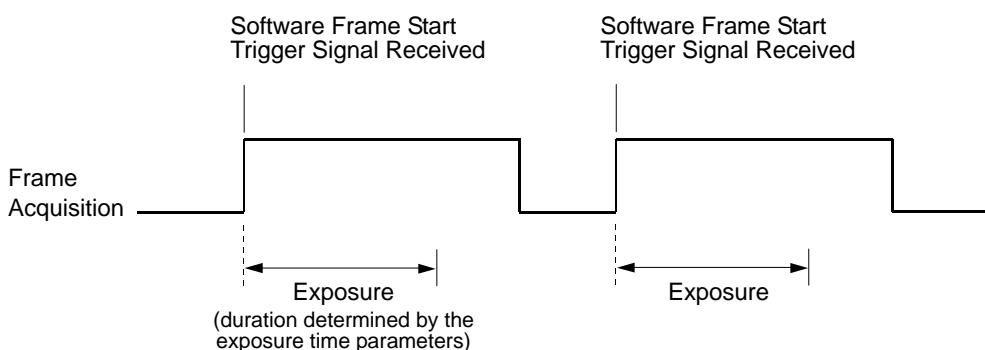 Software Frame Start
Trigger Signal Received
Software Frame Start
Trigger Signal Received
Frame
Acquisition
Exposure
(duration determined by the
exposure time parameters)
Exposure